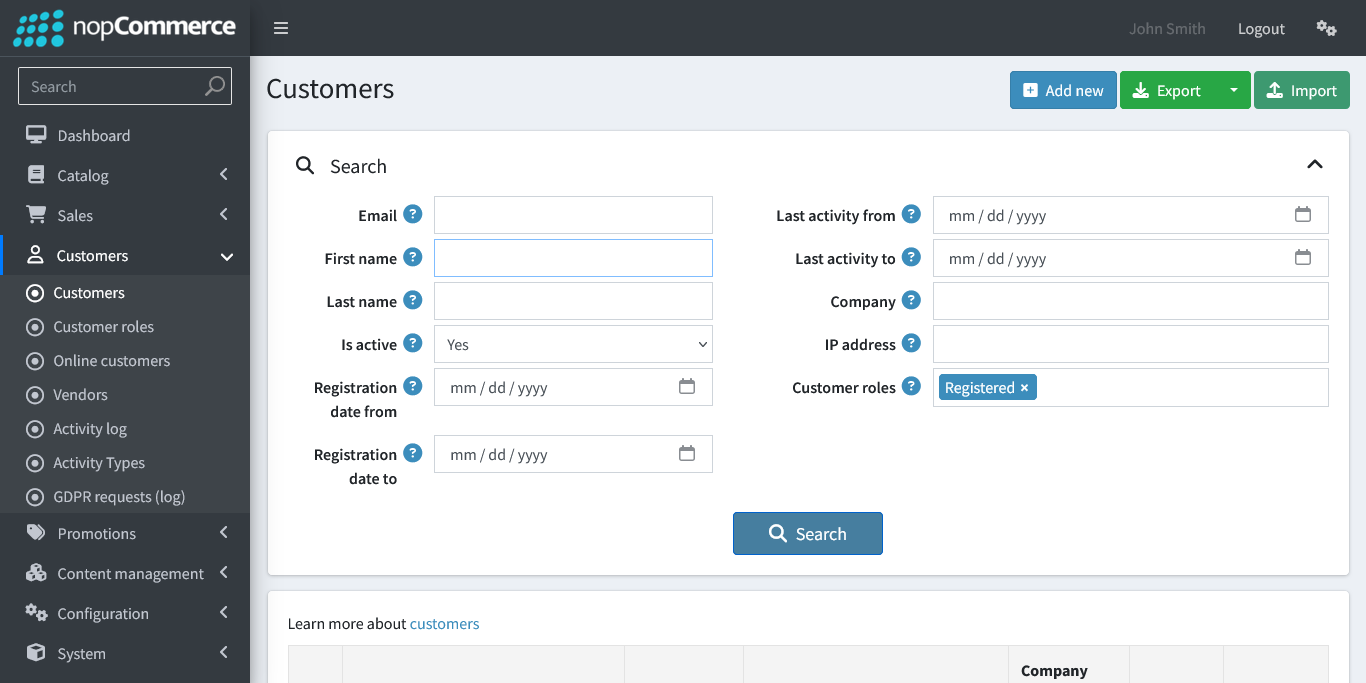 nopCommerce
John Smith
Logout
Search
Dashboard
Catalog
Sales
Customers
Customers
Customer roles
Online customers
Vendors
Activity log
Activity Types
GDPR requests (log)
Promotions
Content management
Configuration
System
Customers
Add new
Export
Import
Search
Email ?
First name ?
Last name ?
Is active ? Yes
Registration ? mm / dd / yyyy
date from
Registration ? mm / dd / yyyy
date to
Last activity from ? mm / dd / yyyy
Last activity to ? mm / dd / yyyy
Company ?
IP address ?
Customer roles ? Registered ×
Search
Learn more about customers
Company